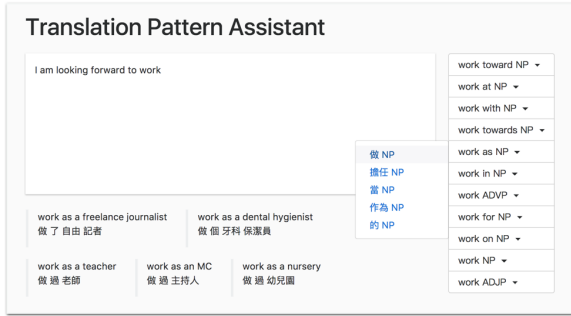 Translation Pattern Assistant
I am looking forward to work
work toward NP
work at NP
work with NP
work towards NP
work as NP
work in NP
work ADVP
work for NP
work on NP
work NP
work ADJP
做 NP
擔任 NP
當 NP
作為 NP
的 NP
work as a freelance journalist
做 了 自由 記者
work as a dental hygienist
做 個 牙科 保潔員
work as a teacher
做 過 老師
work as an MC
做 過 主持人
work as a nursery
做 過 幼兒園